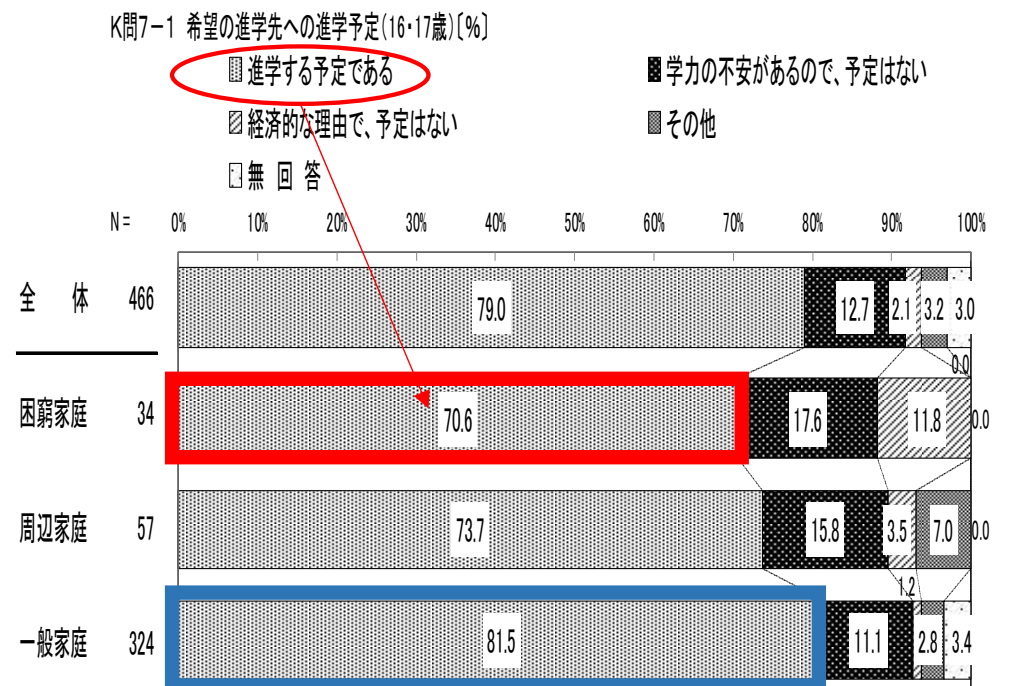 K問7－1 希望の進学先への進学予定(16・17歳)〔%〕
進学する予定である 学力の不安があるので、予定はない
経済的な理由で、予定はない その他
無 回 答
N = 0% 10% 20% 30% 40% 50% 60% 70% 80% 90% 100%
全 体 466 79.0 12.7 2.1 3.2 3.0
0.0
困窮家庭 34 70.6 17.6 11.8 0.0
周辺家庭 57 73.7 15.8 3.5 7.0 0.0
1.2
一般家庭 324 81.5 11.1 2.8 3.4